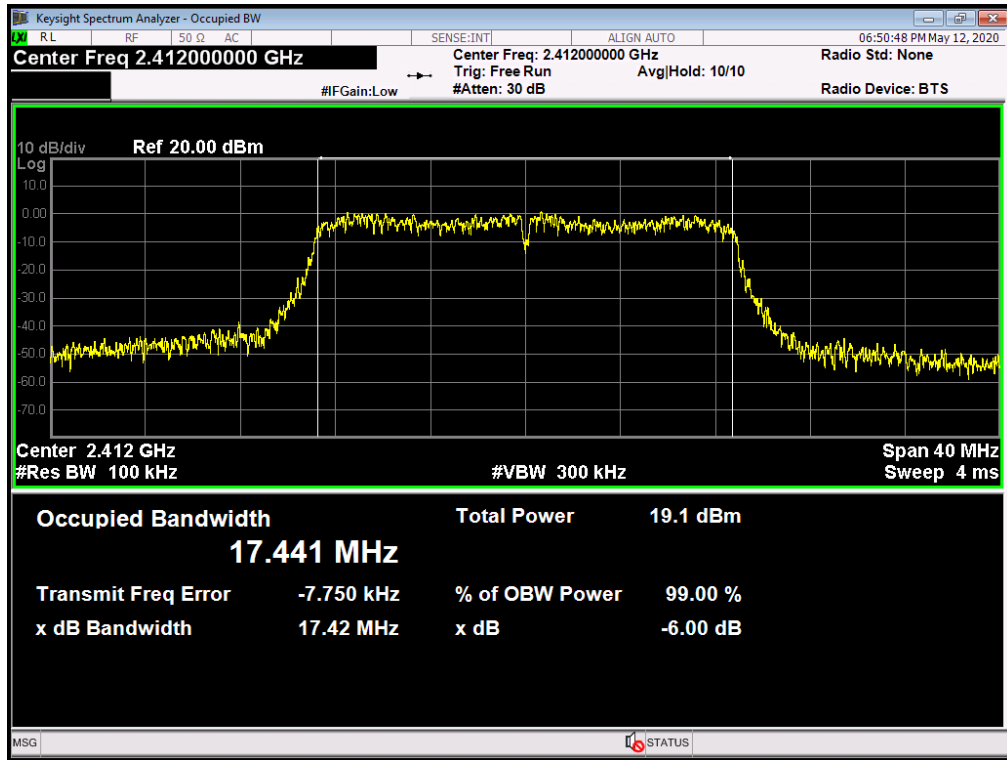 Keysight Spectrum Analyzer - Occupied BW
LXI RL RF 50 Ω AC SENSE:INT ALIGN AUTO 06:50:48 PM May 12, 2020
Center Freq 2.412000000 GHz
Center Freq: 2.412000000 GHz
Radio Std: None
Trig: Free Run Avg|Hold: 10/10
#IFGain:Low
#Atten: 30 dB
Radio Device: BTS
10 dB/div Ref 20.00 dBm
Log
10.0
0.00
-10.0
-20.0
-30.0
-40.0
-50.0
-60.0
-70.0
Center 2.412 GHz Span 40 MHz
#Res BW 100 kHz #VBW 300 kHz Sweep 4 ms
Occupied Bandwidth Total Power 19.1 dBm
17.441 MHz
Transmit Freq Error -7.750 kHz % of OBW Power 99.00 %
x dB Bandwidth 17.42 MHz x dB -6.00 dB
MSG STATUS